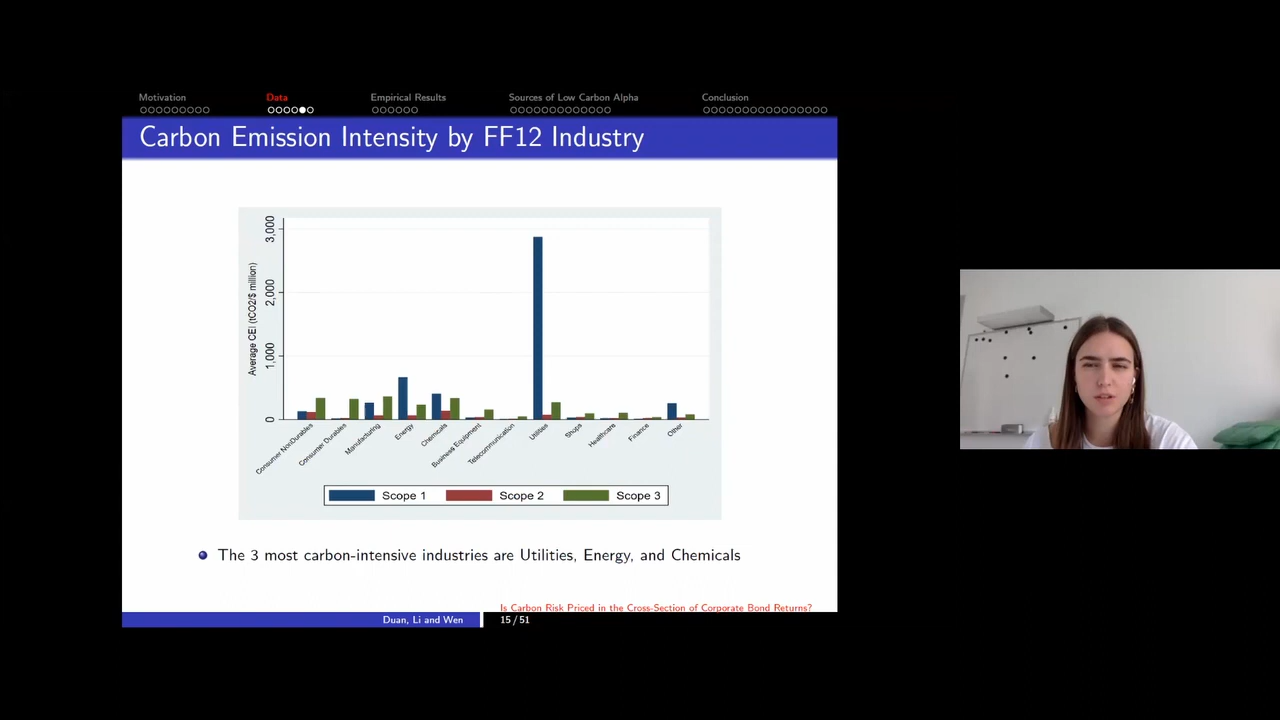 Motivation Data Empirical Results Sources of Low Carbon Alpha Conclusion
Carbon Emission Intensity by FF12 Industry
Average CEI (tCO2/$ million)
3,000
2,000
1,000
0
Consumer NonDurables Consumer Durables Manufacturing Energy Chemicals Business Equipment Telecommunication Utilities Shops Healthcare Finance Other
Scope 1 Scope 2 Scope 3
The 3 most carbon-intensive industries are Utilities, Energy, and Chemicals
Is Carbon Risk Priced in the Cross-Section of Corporate Bond Returns?
Duan, Li and Wen 15 / 51